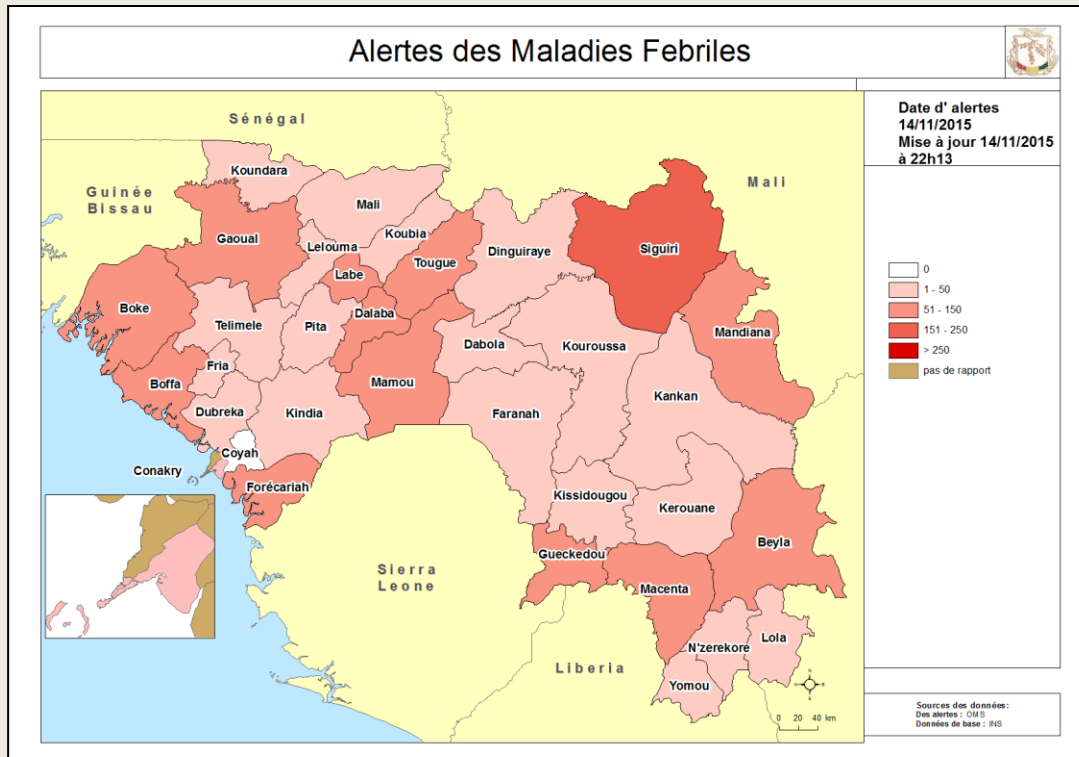 Alertes des Maladies Febriles
Date d' alertes
14/11/2015
Mise à jour 14/11/2015
à 22h13
Sénégal
Guinée
Bissau
Mali
Koundara
Mali
Gaoual
Koubia
Lelouma
Dinguiraye
Siguiri
Tougue
Labe
Boke
Dalaba
Telimele
Pita
Mandiana
Dabola
Kouroussa
Fria
Boffa
Mamou
Kankan
Dubreka
Kindia
Faranah
Coyah
Conakry
Forécariah
Kissidougou
Kerouane
Gueckedou
Beyla
Sierra
Leone
Macenta
N'zerekore
Lola
Liberia
Yomou
0
1 - 50
51 - 150
151 - 250
> 250
pas de rapport
0 20 40 km
Sources des données:
Des alertes : OMS
Données de base : INS